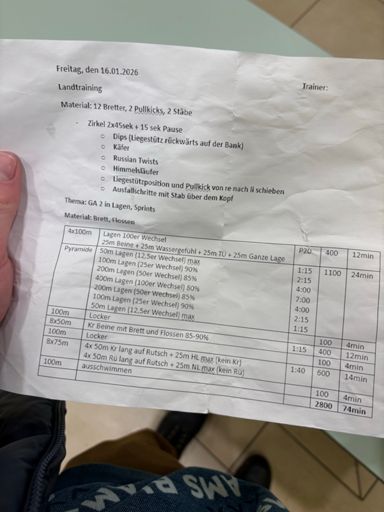 Freitag, den 16.01.2026
Landtraining Trainer:
Material: 12 Bretter, 2 Pullkicks, 2 Stäbe
- Zirkel 2x45sek + 15 sek Pause
○ Dips (Liegestütz rückwärts auf der Bank)
○ Käfer
○ Russian Twists
○ Himmelsläufer
○ Liegestützposition und Pullkick von re nach li schieben
○ Ausfallschritte mit Stab über dem Kopf
Thema: GA 2 in Lagen, Sprints
Material: Brett, Flossen
4x100m Lagen 100er Wechsel
25m Beine + 25m Wassergefühl + 25m TÜ + 25m Ganze Lage P20 400 12min
Pyramide 50m Lagen (12,5er Wechsel) max 1:15 1100 24min
100m Lagen (25er Wechsel) 90% 2:15
200m Lagen (50er Wechsel) 85% 4:00
400m Lagen (100er Wechsel) 80% 7:00
200m Lagen (50er Wechsel) 85% 4:00
100m Lagen (25er Wechsel) 90% 2:15
50m Lagen (12,5er Wechsel) max 1:15
100m Locker 100 4min
8x50m Kr Beine mit Brett und Flossen 85-90% 1:15 400 12min
100m Locker 100 4min
8x75m 4x 50m Kr lang auf Rutsch + 25m HL max (kein Kr) 1:40 600 14min
4x 50m Rü lang auf Rutsch + 25m NL max (kein Rü)
100m ausschwimmen 100 4min
2800 74min
AMS